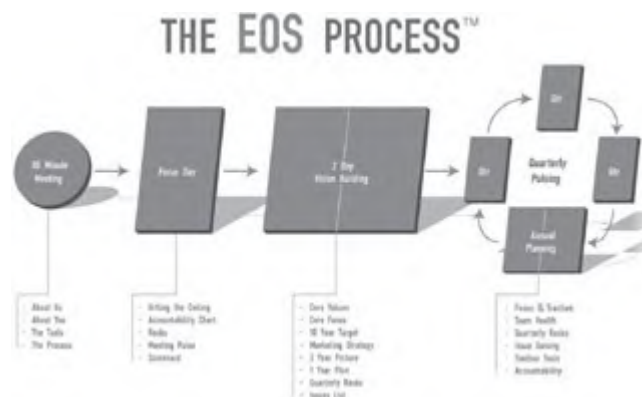 THE EOS PROCESS™
90 Minute
Meeting
Focus Day
2 Day
Vision Building
Qtr
Qtr
Quarterly
Pulsing
Qtr
Annual
Planning
· About Us
· About You
· The Tools
· The Process
· Hitting the Ceiling
· Accountability Chart
· Rocks
· Meeting Pulse
· Scorecard
· Core Values
· Core Focus
· 10 Year Target
· Marketing Strategy
· 3 Year Picture
· 1 Year Plan
· Quarterly Rocks
· Issues List
· Team Health
· Quarterly Rocks
· Issue Solving
· Toolbox Tools
· Accountability